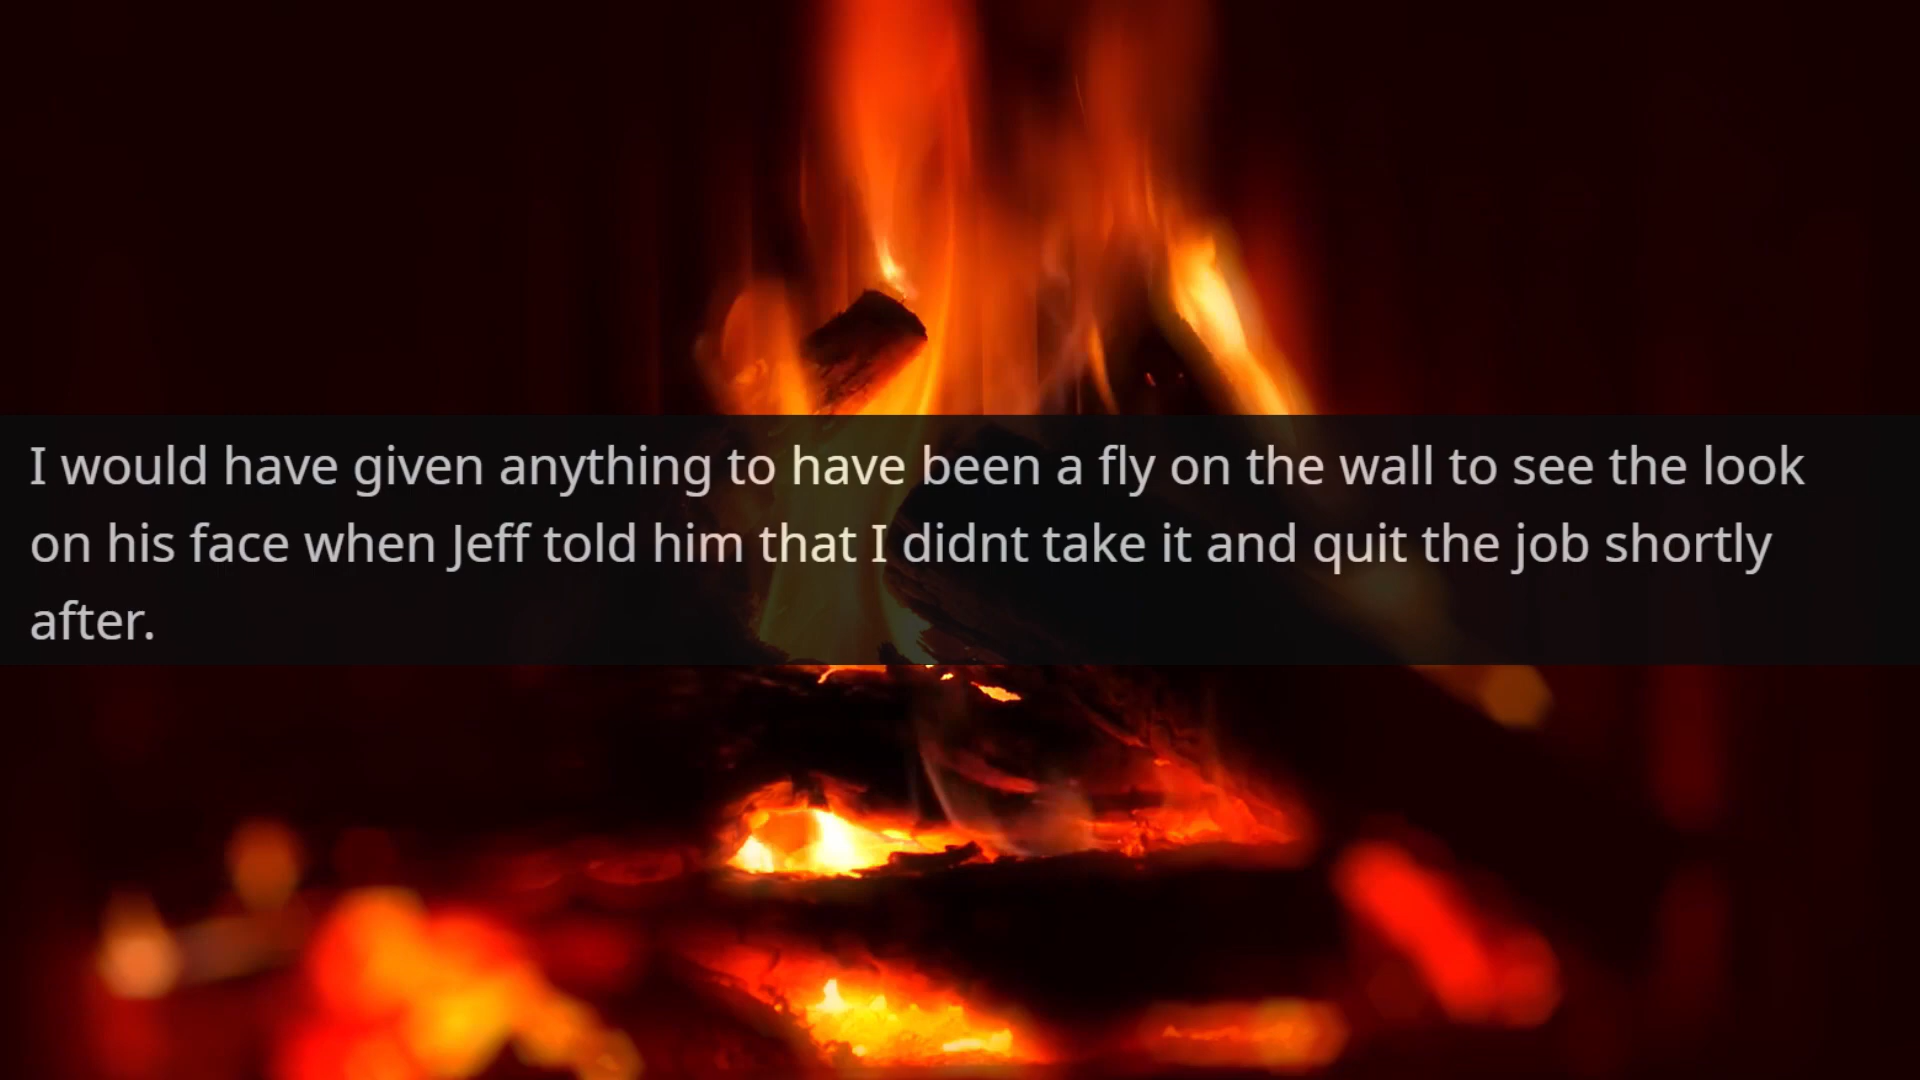 I would have given anything to have been a fly on the wall to see the look
on his face when Jeff told him that I didnt take it and quit the job shortly
after.